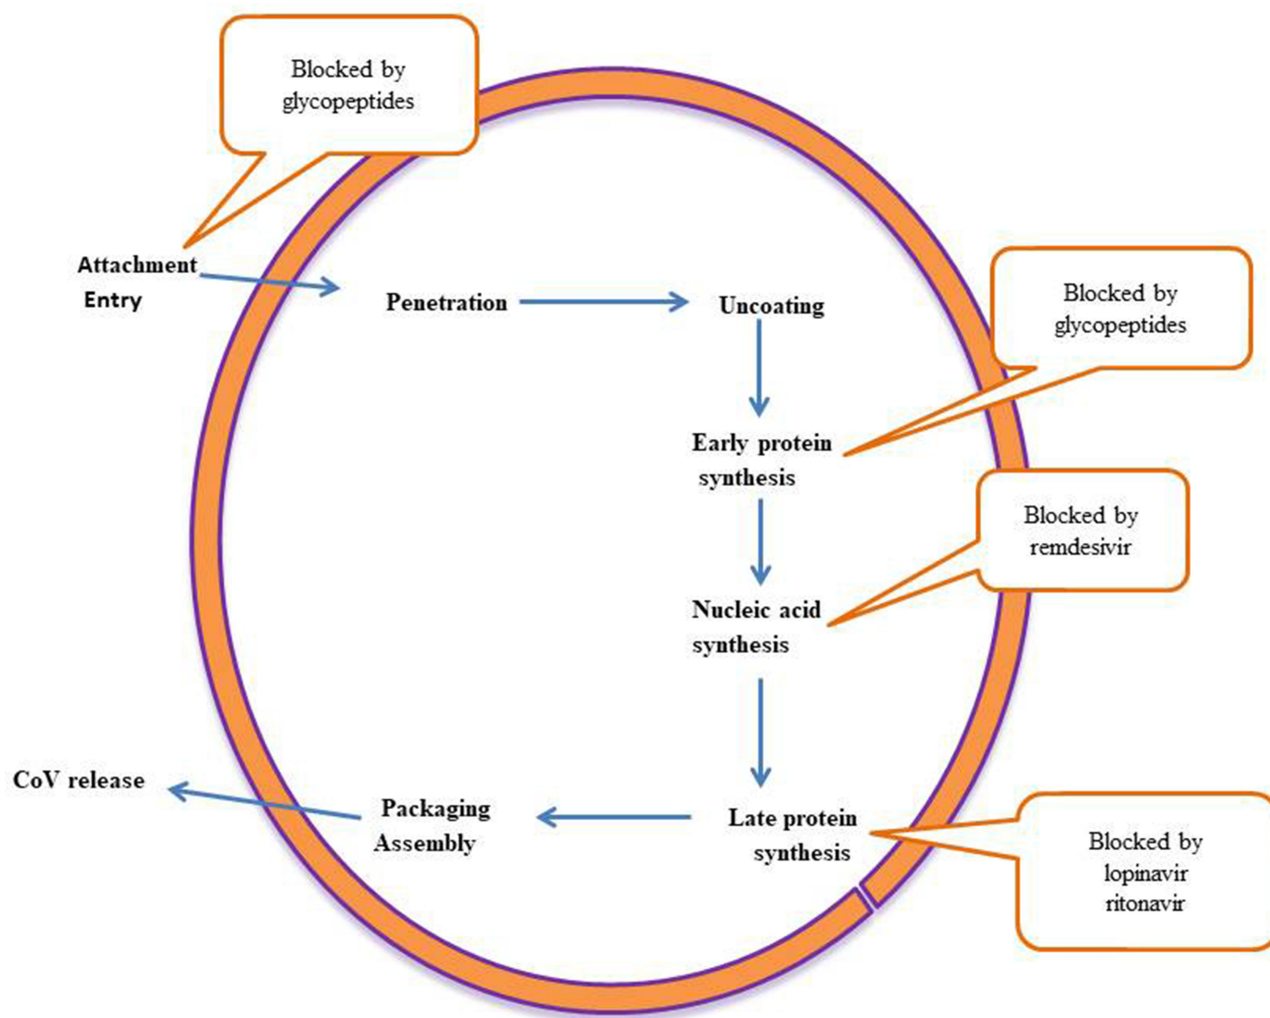 Blocked by
glycopeptides
Attachment
Entry
Penetration
Uncoating
Blocked by
glycopeptides
Early protein
synthesis
Blocked by
remdesivir
Nucleic acid
synthesis
CoV release
Packaging
Assembly
Late protein
synthesis
Blocked by
lopinavir
ritonavir